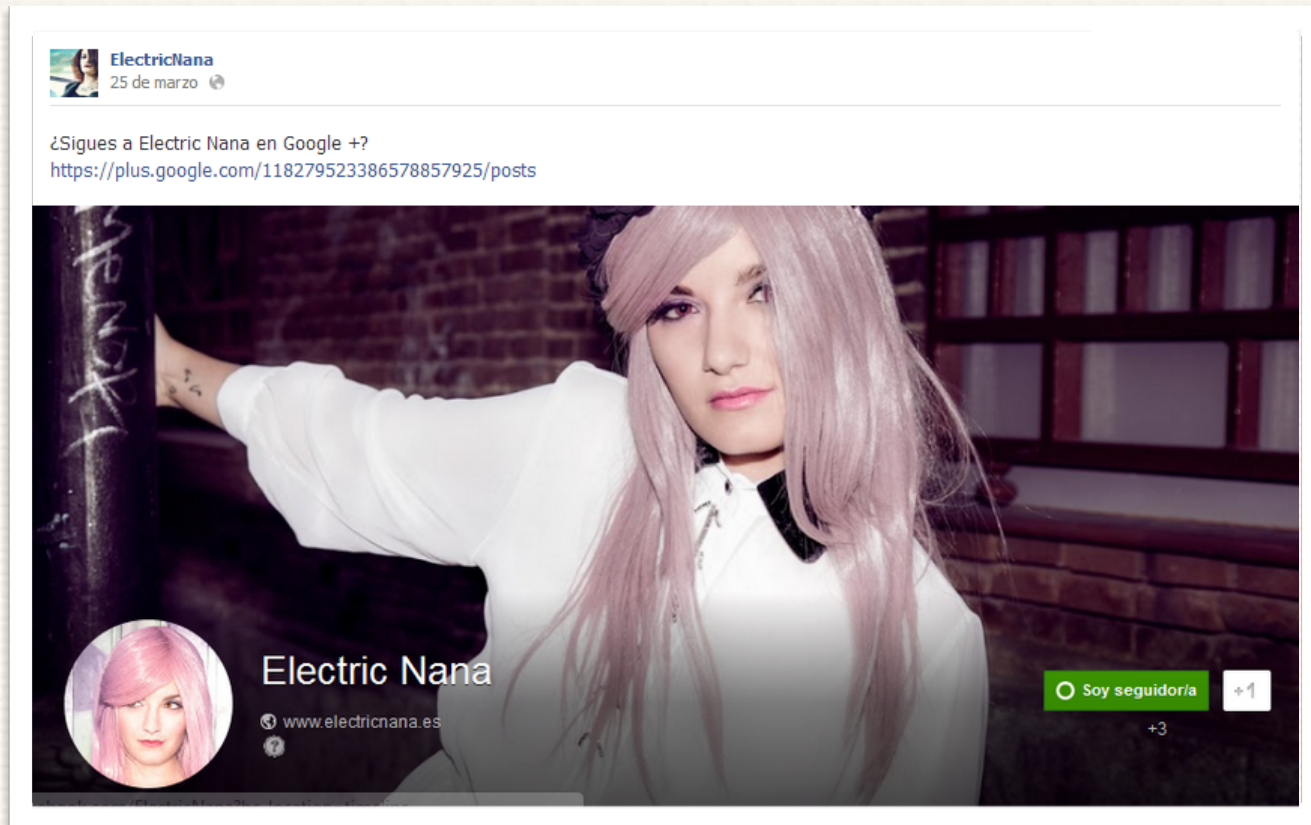 ElectricNana
25 de marzo
¿Sigues a Electric Nana en Google +?
https://plus.google.com/118279523386578857925/posts
Electric Nana
www.electricnana.es
?
Soy seguidor/a
+1
+3